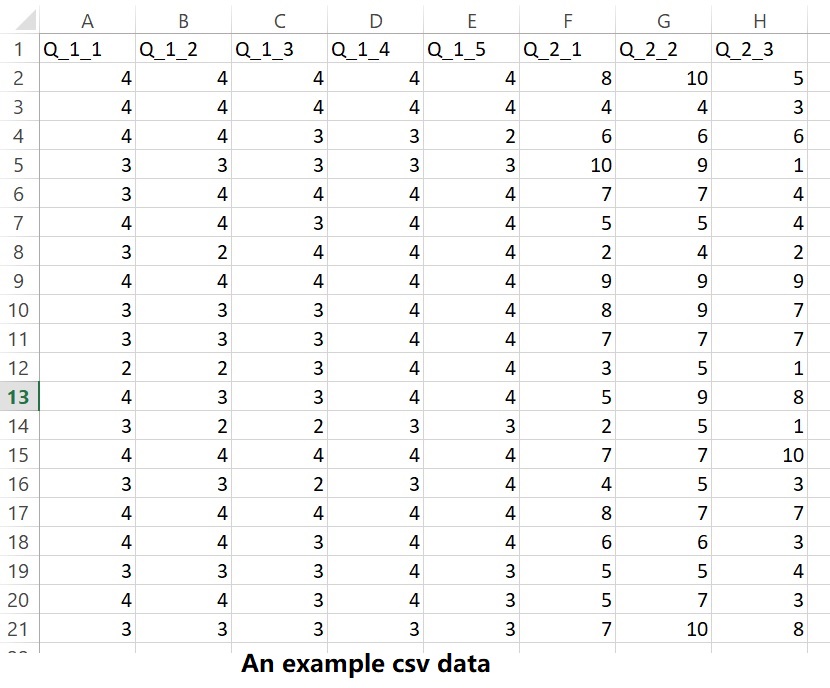 A B C D E F G H
1 Q_1_1 Q_1_2 Q_1_3 Q_1_4 Q_1_5 Q_2_1 Q_2_2 Q_2_3
2 4 4 4 4 4 8 10 5
3 4 4 4 4 4 4 4 3
4 4 4 3 3 2 6 6 6
5 3 3 3 3 3 10 9 1
6 3 4 4 4 4 7 7 4
7 4 4 3 4 4 5 5 4
8 3 2 4 4 4 2 4 2
9 4 4 4 4 4 9 9 9
10 3 3 3 4 4 8 9 7
11 3 3 3 4 4 7 7 7
12 2 2 3 4 4 3 5 1
13 4 3 3 4 4 5 9 8
14 3 2 2 3 3 2 5 1
15 4 4 4 4 4 7 7 10
16 3 3 2 3 4 4 5 3
17 4 4 4 4 4 8 7 7
18 4 4 3 4 4 6 6 3
19 3 3 3 4 3 5 5 4
20 4 4 3 4 3 5 7 3
21 3 3 3 3 3 7 10 8
An example csv data